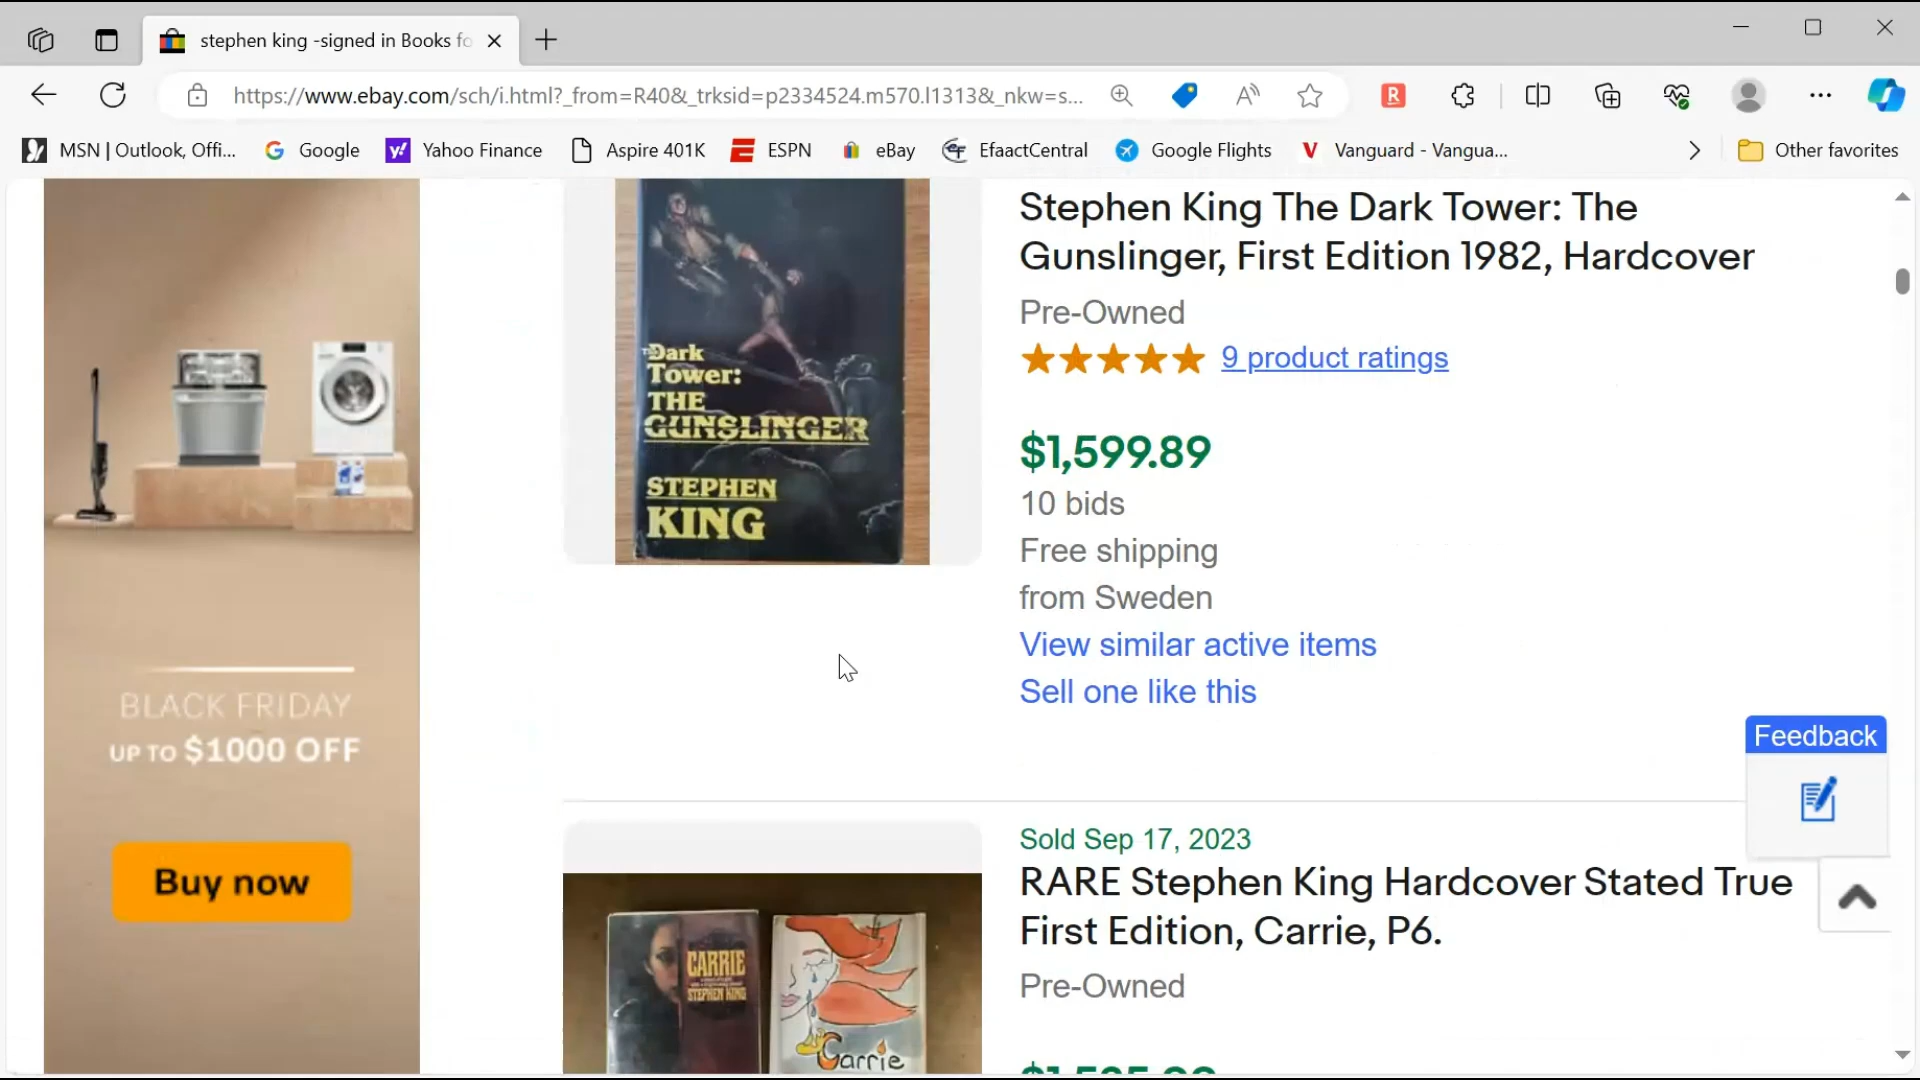 stephen king -signed in Books fo
https://www.ebay.com/sch/i.html?_from=R40&_trksid=p2334524.m570.l1313&_nkw=s...
MSN | Outlook, Offi...
Google
Yahoo Finance
Aspire 401K
ESPN
eBay
EfaactCentral
Google Flights
Vanguard - Vangua...
Other favorites
Dark
Tower:
THE
GUNSLINGER
STEPHEN
KING
Stephen King The Dark Tower: The
Gunslinger, First Edition 1982, Hardcover
Pre-Owned
9 product ratings
$1,599.89
10 bids
Free shipping
from Sweden
View similar active items
Sell one like this
BLACK FRIDAY
UP TO $1000 OFF
Buy now
Feedback
Sold Sep 17, 2023
RARE Stephen King Hardcover Stated True
First Edition, Carrie, P6.
Pre-Owned
CARRIE
STEPHEN KING
Carrie